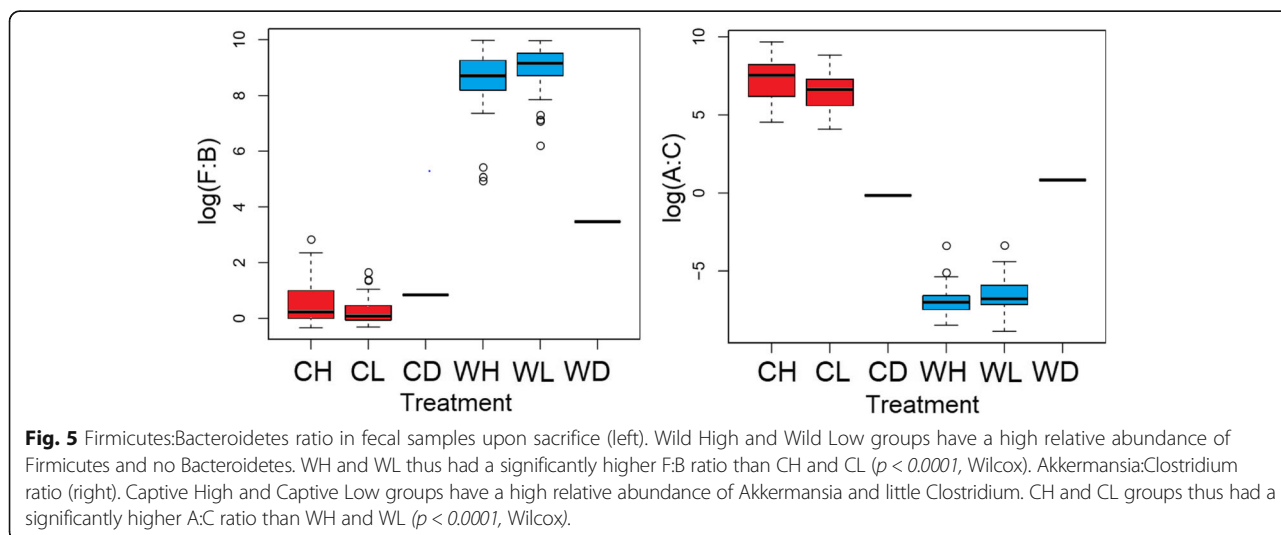 10
8
6
4
2
0
log(F:B)
CH CL CD WH WL WD
Treatment
10
5
0
−5
log(A:C)
CH CL CD WH WL WD
Treatment
Fig. 5 Firmicutes:Bacteroidetes ratio in fecal samples upon sacrifice (left). Wild High and Wild Low groups have a high relative abundance of
Firmicutes and no Bacteroidetes. WH and WL thus had a significantly higher F:B ratio than CH and CL (p < 0.0001, Wilcox). Akkermansia:Clostridium
ratio (right). Captive High and Captive Low groups have a high relative abundance of Akkermansia and little Clostridium. CH and CL groups thus had a
significantly higher A:C ratio than WH and WL (p < 0.0001, Wilcox).